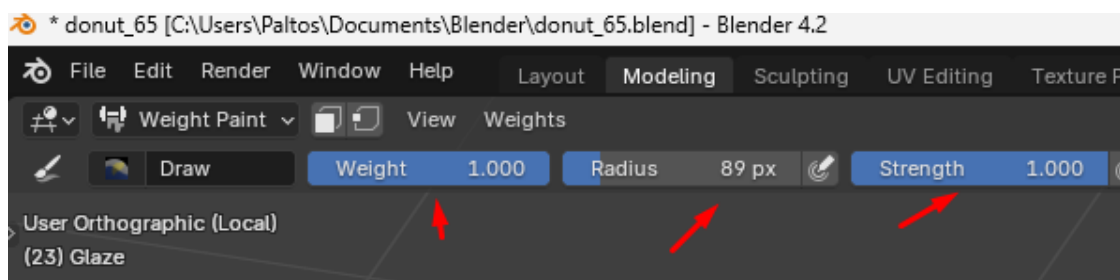 * donut_65 [C:\Users\Paltos\Documents\Blender\donut_65.blend] - Blender 4.2
File Edit Render Window Help Layout Modeling Sculpting UV Editing Texture
Weight Paint View Weights
Draw Weight 1.000 Radius 89 px Strength 1.000
User Orthographic (Local)
(23) Glaze